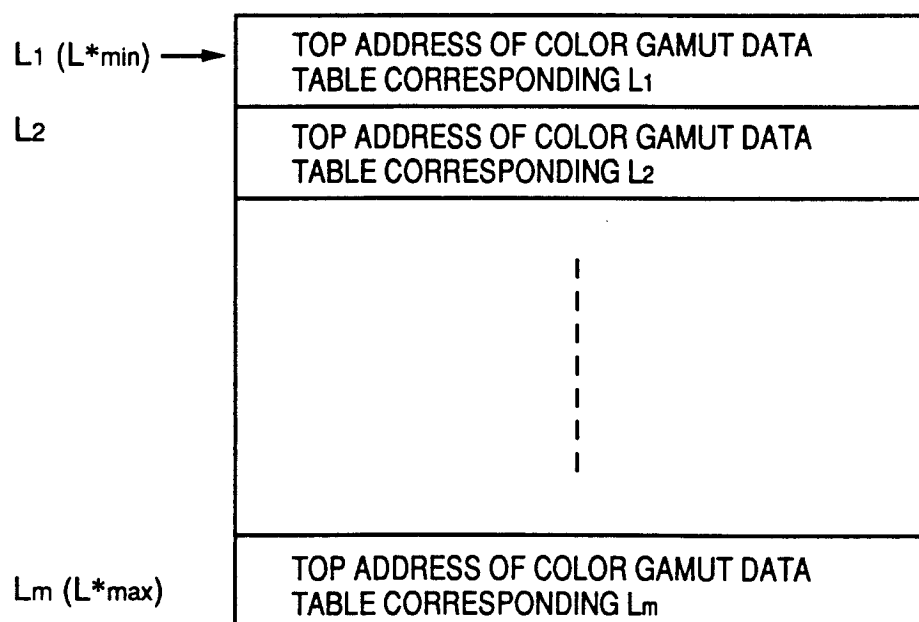 L1 (L*min)
TOP ADDRESS OF COLOR GAMUT DATA
TABLE CORRESPONDING L1
L2
TOP ADDRESS OF COLOR GAMUT DATA
TABLE CORRESPONDING L2
Lm (L*max)
TOP ADDRESS OF COLOR GAMUT DATA
TABLE CORRESPONDING Lm